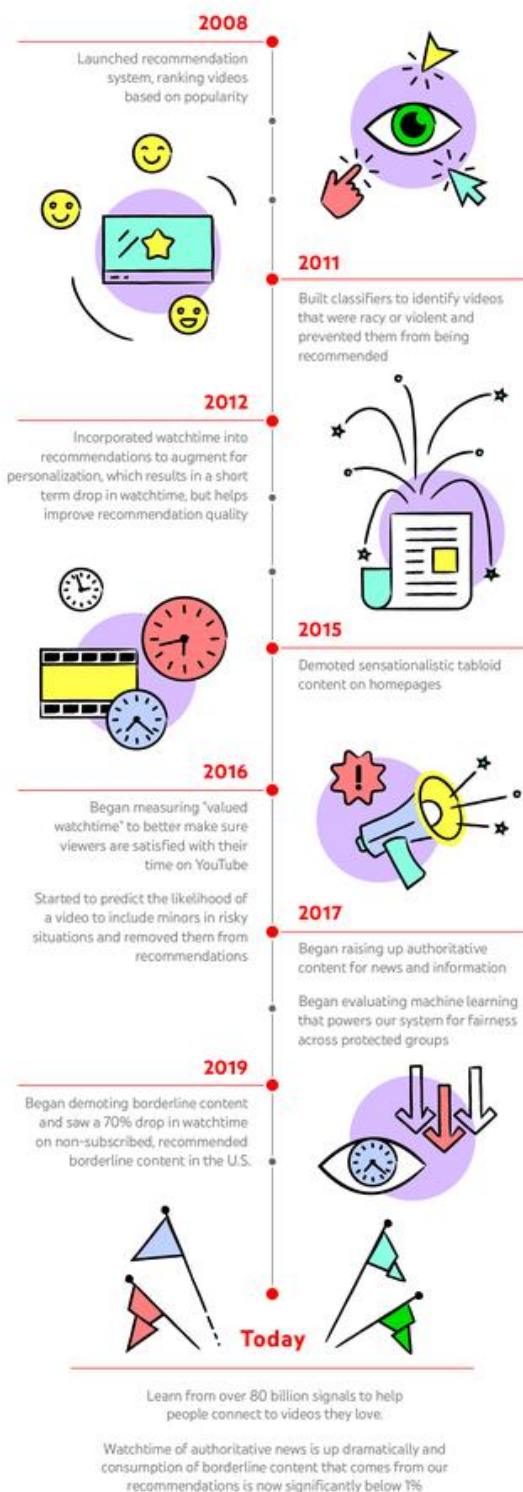 2008
Launched recommendation
system, ranking videos
based on popularity
2011
Built classifiers to identify videos
that were racy or violent and
prevented them from being
recommended
2012
Incorporated watchtime into
recommendations to augment for
personalization, which results in a short
term drop in watchtime, but helps
improve recommendation quality
2015
Demoted sensationalistic tabloid
content on homepages
2016
Began measuring "valued
watchtime" to better make sure
viewers are satisfied with their
time on YouTube
Started to predict the likelihood of
a video to include minors in risky
situations and removed them from
recommendations
2017
Began raising up authoritative
content for news and information
Began evaluating machine learning
that powers our system for fairness
across protected groups
2019
Began demoting borderline content
and saw a 70% drop in watchtime
on non-subscribed, recommended
borderline content in the U.S.
Today
Learn from over 80 billion signals to help
people connect to videos they love.
Watchtime of authoritative news is up dramatically and
consumption of borderline content that comes from our
recommendations is now significantly below 1%